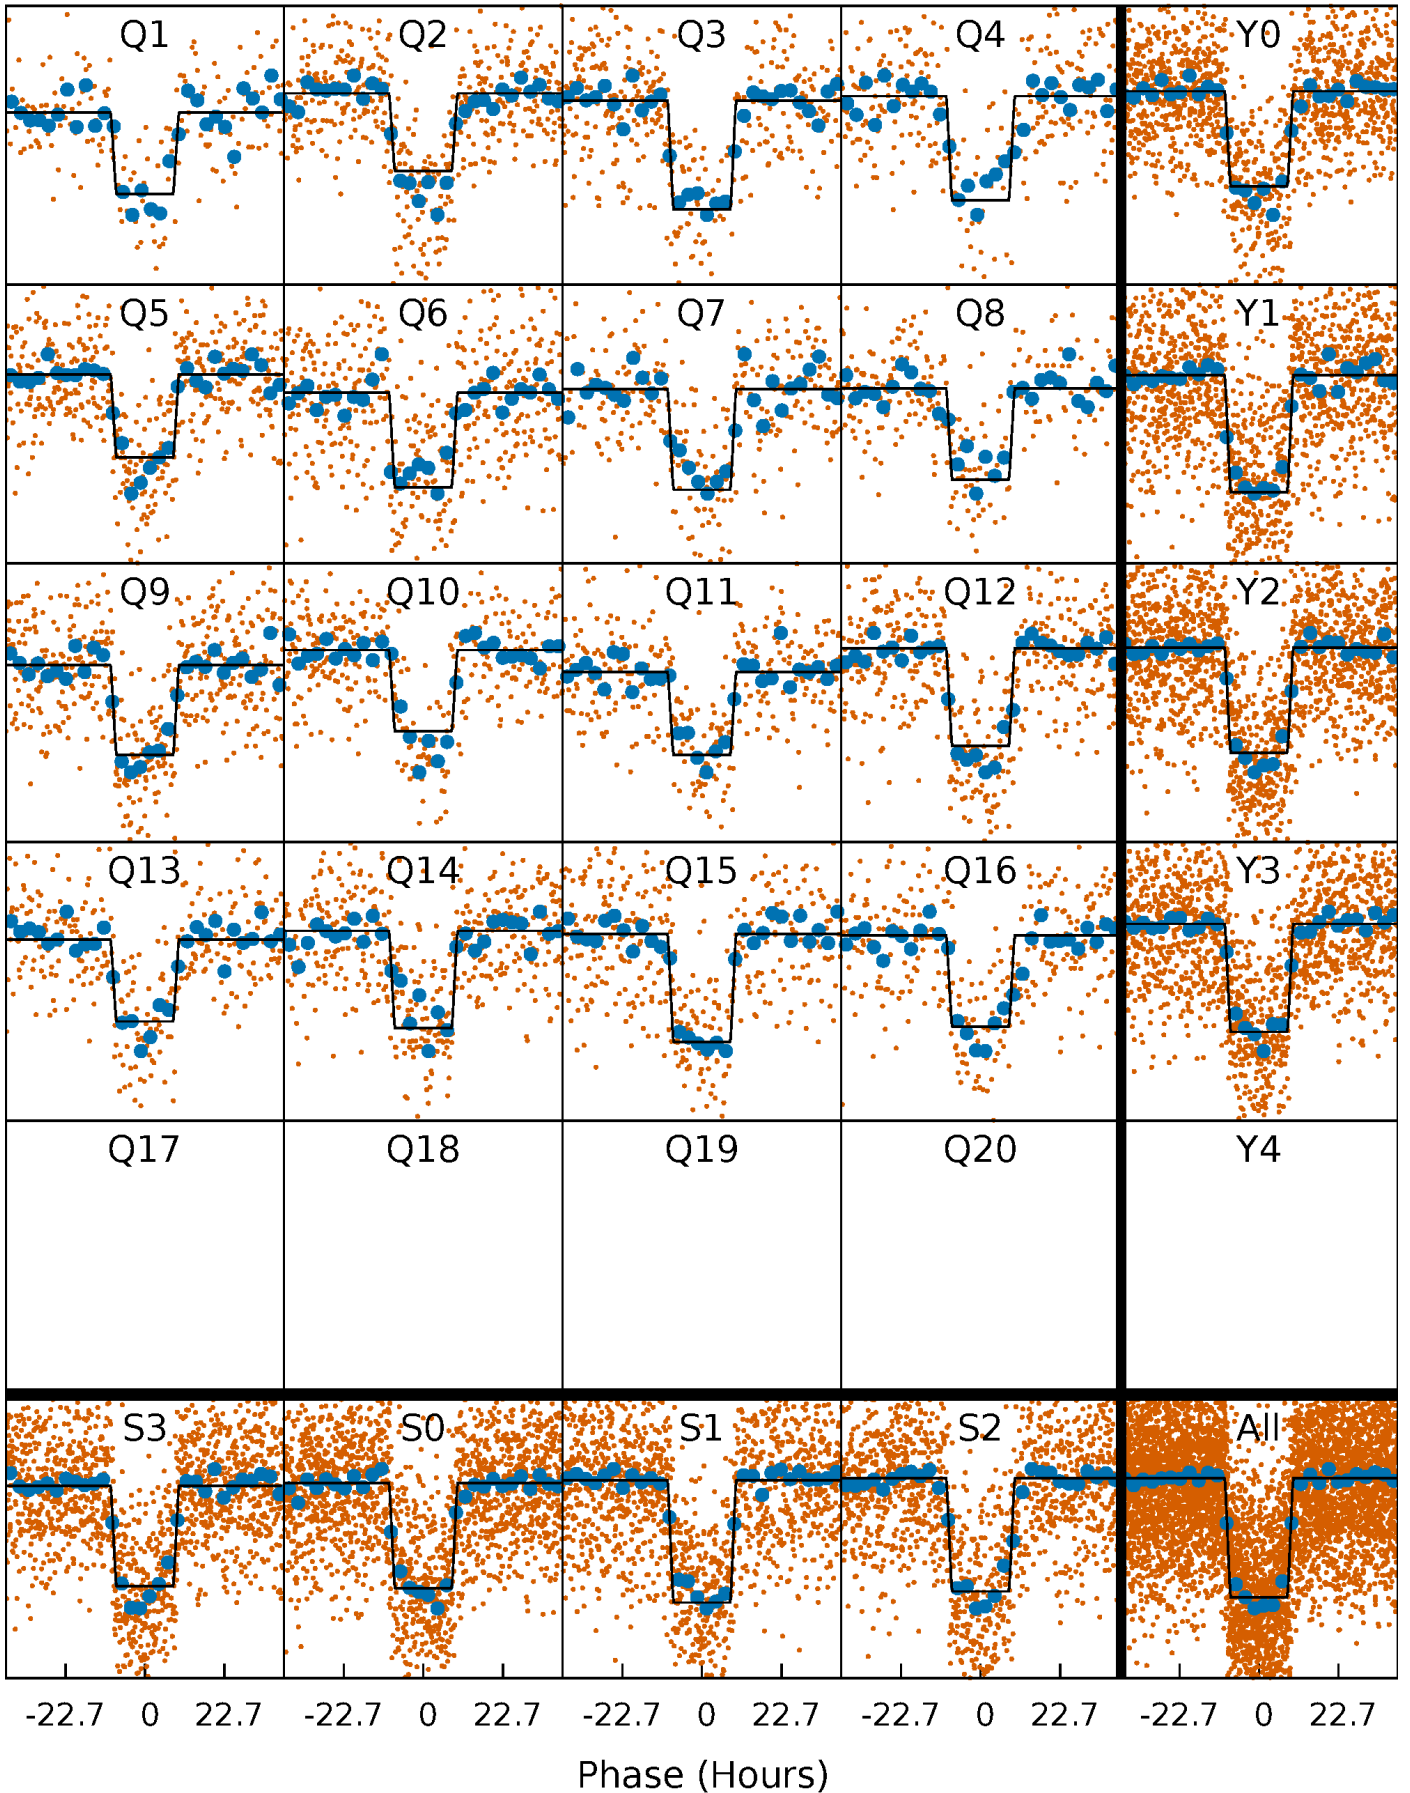 Q1 Q2 Q3 Q4 Y0
Q5 Q6 Q7 Q8 Y1
Q9 Q10 Q11 Q12 Y2
Q13 Q14 Q15 Q16 Y3
Q17 Q18 Q19 Q20 Y4
S3 S0 S1 S2 All
-22.7 0 22.7 -22.7 0 22.7 -22.7 0 22.7 -22.7 0 22.7 -22.7 0 22.7
Phase (Hours)